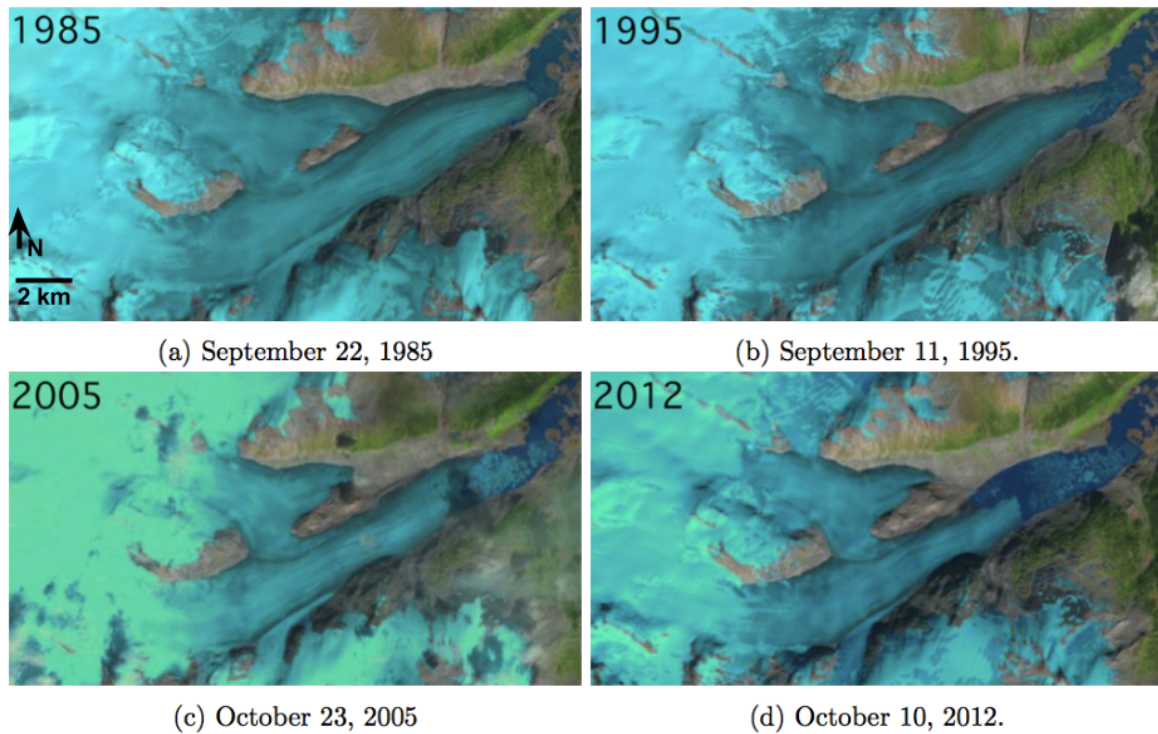 1985
1995
N
2 km
(a) September 22, 1985
(b) September 11, 1995.
2005
2012
(c) October 23, 2005
(d) October 10, 2012.